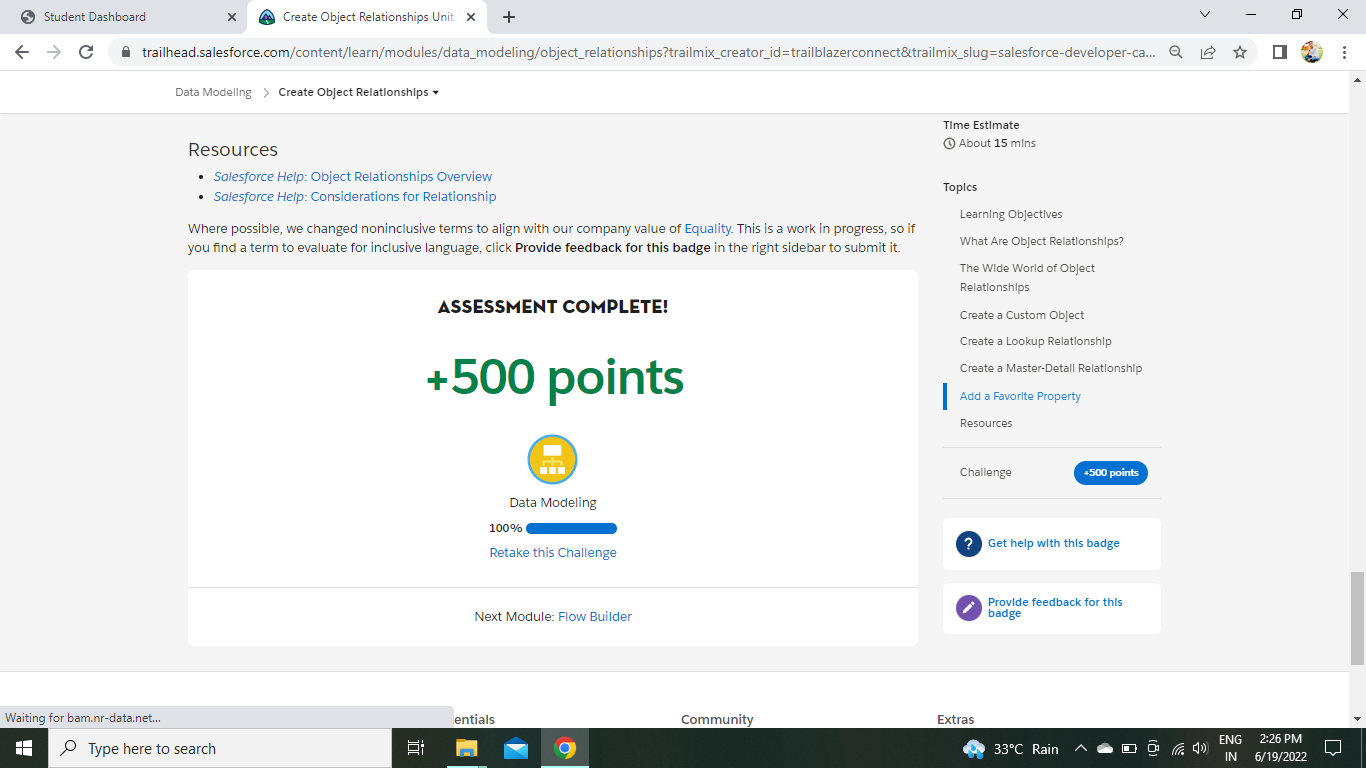 Student Dashboard
Create Object Relationships Unit
trailhead.salesforce.com/content/learn/modules/data_modeling/object_relationships?trailmix_creator_id=trailblazerconnect&trailmix_slug=salesforce-developer-ca...
Data Modeling > Create Object Relationships
Resources
• Salesforce Help: Object Relationships Overview
• Salesforce Help: Considerations for Relationship
Where possible, we changed noninclusive terms to align with our company value of Equality. This is a work in progress, so if
you find a term to evaluate for inclusive language, click Provide feedback for this badge in the right sidebar to submit it.
ASSESSMENT COMPLETE!
+500 points
Data Modeling
100%
Retake this Challenge
Next Module: Flow Builder
Time Estimate
About 15 mins
Topics
Learning Objectives
What Are Object Relationships?
The Wide World of Object
Relationships
Create a Custom Object
Create a Lookup Relationship
Create a Master-Detail Relationship
Add a Favorite Property
Resources
Challenge
+500 points
? Get help with this badge
Provide feedback for this
badge
Waiting for bam.nr-data.net...
entials
Community
Extras
Type here to search
33°C Rain
ENG
IN
2:26 PM
6/19/2022